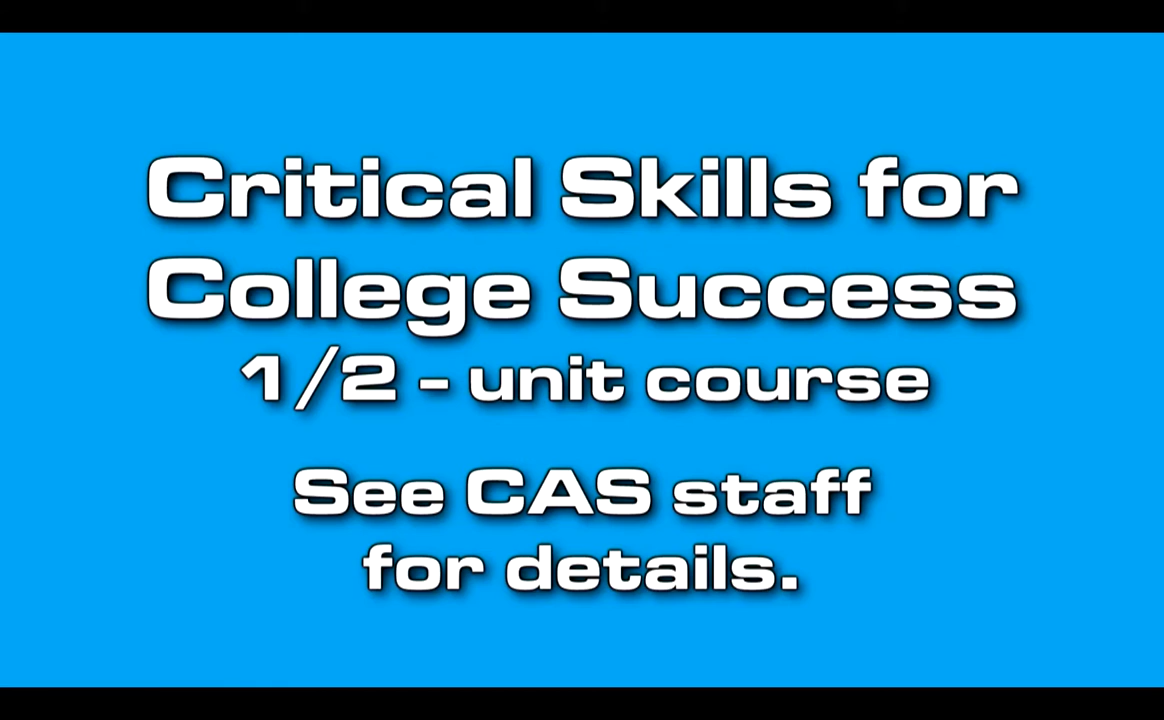 Critical Skills for
College Success
1/2 - unit course
See CAS staff
for details.